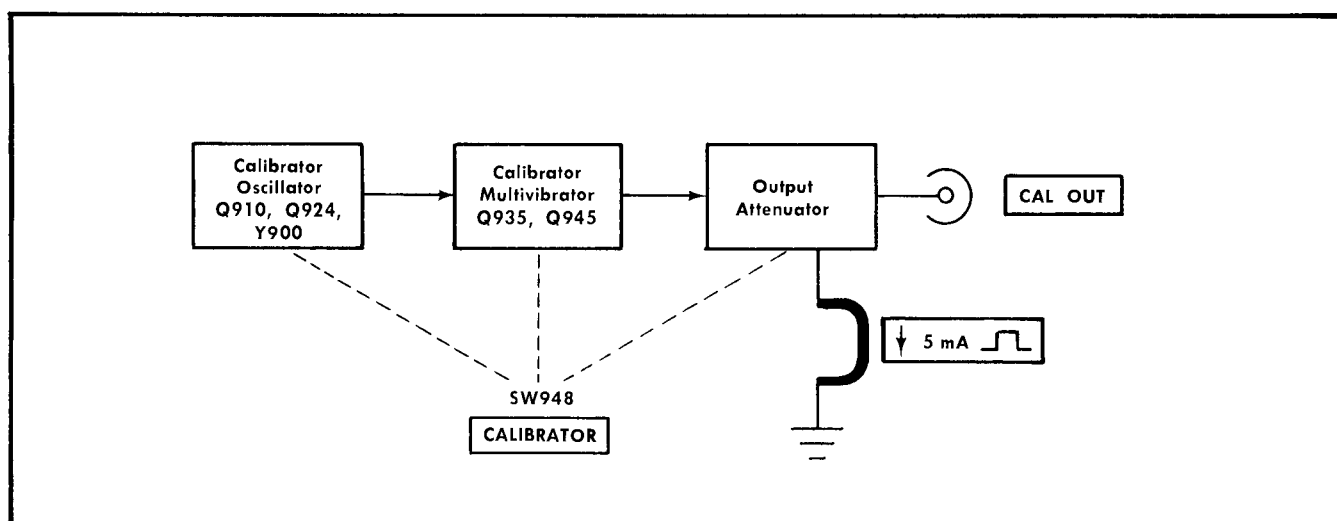 Calibrator
Oscillator
Q910, Q924,
Y900
Calibrator
Multivibrator
Q935, Q945
Output
Attenuator
CAL OUT
5 mA
SW948
CALIBRATOR